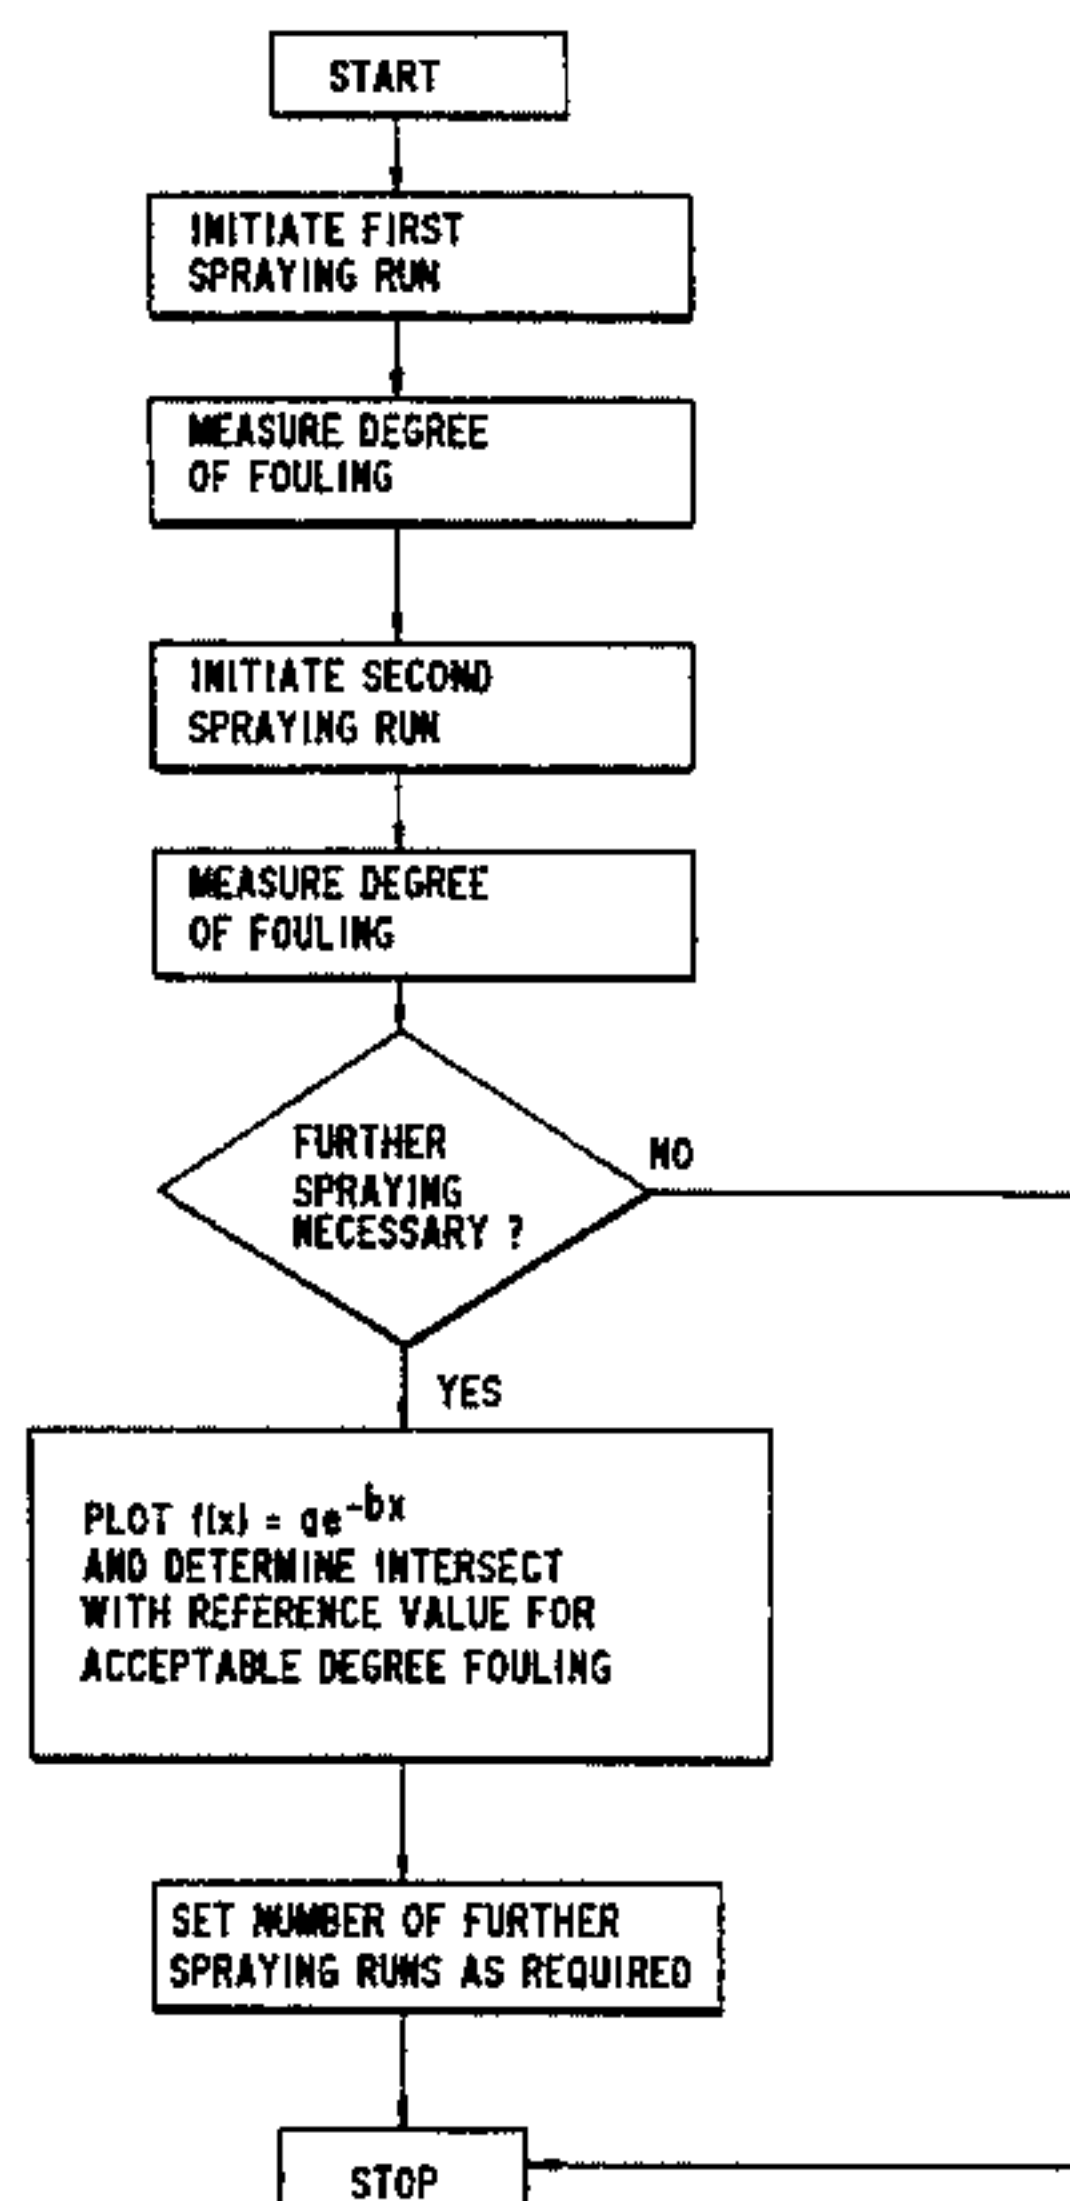 START
INITIATE FIRST
SPRAYING RUN
MEASURE DEGREE
OF FOULING
INITIATE SECOND
SPRAYING RUN
MEASURE DEGREE
OF FOULING
FURTHER
SPRAYING
NECESSARY ?
NO
YES
PLOT f(x) = ae^-bx
AND DETERMINE INTERSECT
WITH REFERENCE VALUE FOR
ACCEPTABLE DEGREE FOULING
SET NUMBER OF FURTHER
SPRAYING RUNS AS REQUIRED
STOP